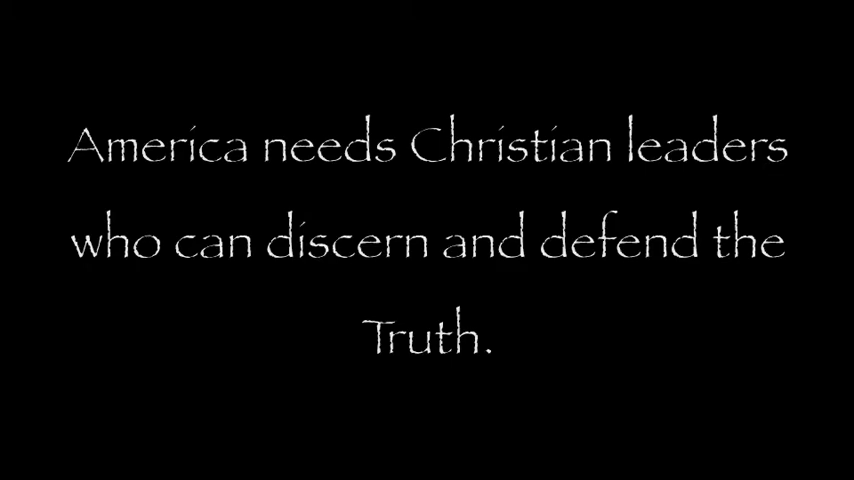 America needs Christian leaders
who can discern and defend the
Truth.